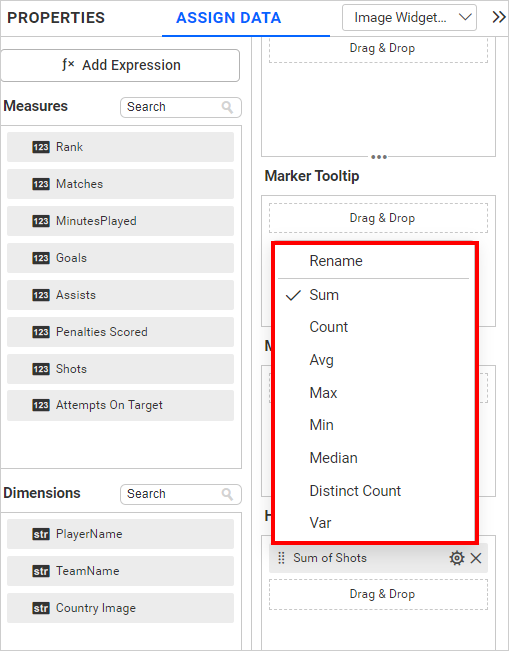 PROPERTIES
ASSIGN DATA
Image Widget...
ƒx Add Expression
Measures
Search
123 Rank
123 Matches
123 MinutesPlayed
123 Goals
123 Assists
123 Penalties Scored
123 Shots
123 Attempts On Target
Dimensions
Search
str PlayerName
str TeamName
str Country Image
Drag & Drop
Marker Tooltip
Drag & Drop
Rename
Sum
Count
Avg
Max
Min
Median
Distinct Count
Var
Sum of Shots
Drag & Drop